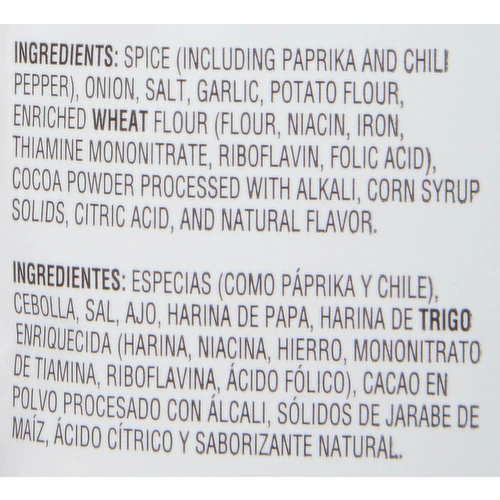 INGREDIENTS: SPICE (INCLUDING PAPRIKA AND CHILI
PEPPER), ONION, SALT, GARLIC, POTATO FLOUR,
ENRICHED WHEAT FLOUR (FLOUR, NIACIN, IRON,
THIAMINE MONONITRATE, RIBOFLAVIN, FOLIC ACID),
COCOA POWDER PROCESSED WITH ALKALI, CORN SYRUP
SOLIDS, CITRIC ACID, AND NATURAL FLAVOR.
INGREDIENTES: ESPECIAS (COMO PÁPRIKA Y CHILE),
CEBOLLA, SAL, AJO, HARINA DE PAPA, HARINA DE TRIGO
ENRIQUECIDA (HARINA, NIACINA, HIERRO, MONONITRATO
DE TIAMINA, RIBOFLAVINA, ÁCIDO FÓLICO), CACAO EN
POLVO PROCESADO CON ÁLCALI, SÓLIDOS DE JARABE DE
MAÍZ, ÁCIDO CÍTRICO Y SABORIZANTE NATURAL.